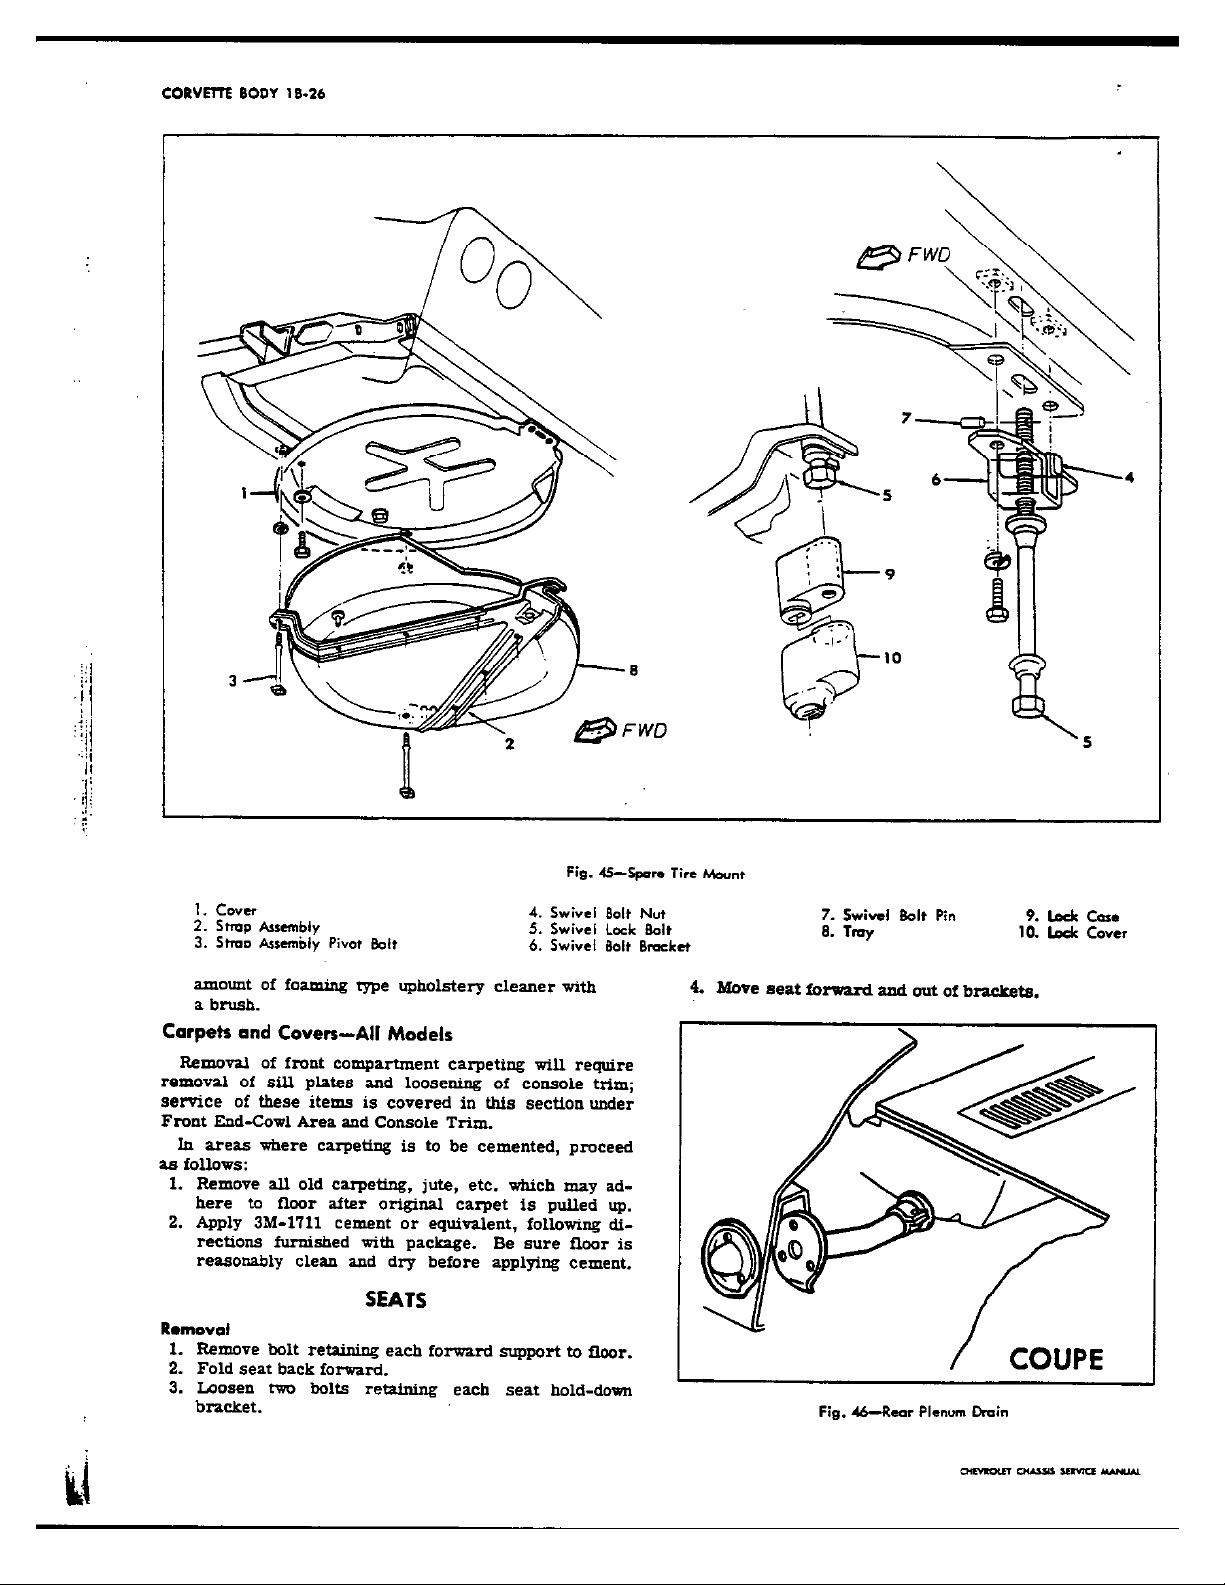 CORVETTE BODY 1B-26
FWD
FWD
1
2
3
8
4
5
5
6
7
9
10
Fig. 45—Spare Tire Mount
1. Cover
2. Strap Assembly
3. Strap Assembly Pivot Bolt
4. Swivel Bolt Nut
5. Swivel Lock Bolt
6. Swivel Bolt Bracket
7. Swivel Bolt Pin
8. Tray
9. Lock Case
10. Lock Cover
amount of foaming type upholstery cleaner with
a brush.
Carpets and Covers—All Models
Removal of front compartment carpeting will require
removal of sill plates and loosening of console trim;
service of these items is covered in this section under
Front End-Cowl Area and Console Trim.
In areas where carpeting is to be cemented, proceed
as follows:
1. Remove all old carpeting, jute, etc. which may ad-
here to floor after original carpet is pulled up.
2. Apply 3M-1711 cement or equivalent, following di-
rections furnished with package. Be sure floor is
reasonably clean and dry before applying cement.
SEATS
Removal
1. Remove bolt retaining each forward support to floor.
2. Fold seat back forward.
3. Loosen two bolts retaining each seat hold-down
bracket.
4. Move seat forward and out of brackets.
COUPE
Fig. 46—Rear Plenum Drain
CHEVROLET CHASSIS SERVICE MANUAL